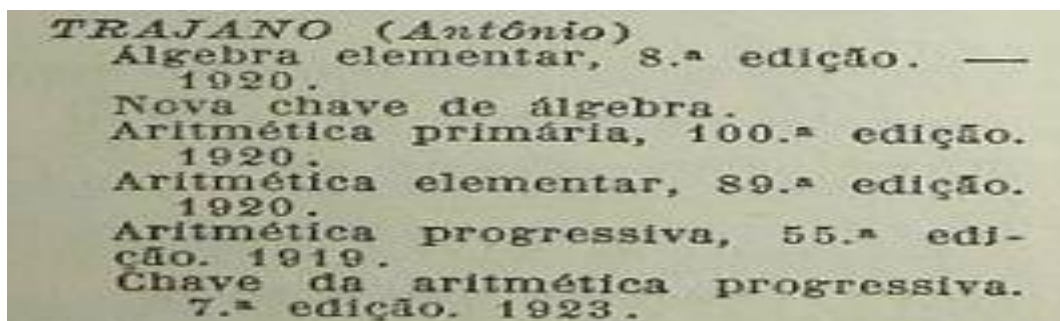 TRAJANO (Antônio)
Álgebra elementar, 8.ª edição. —
1920.
Nova chave de álgebra.
Aritmética primária, 100.ª edição.
1920.
Aritmética elementar, 89.ª edição.
1920.
Aritmética progressiva, 55.ª edi-
ção. 1919.
Chave da aritmética progressiva.
7.ª edição. 1923.